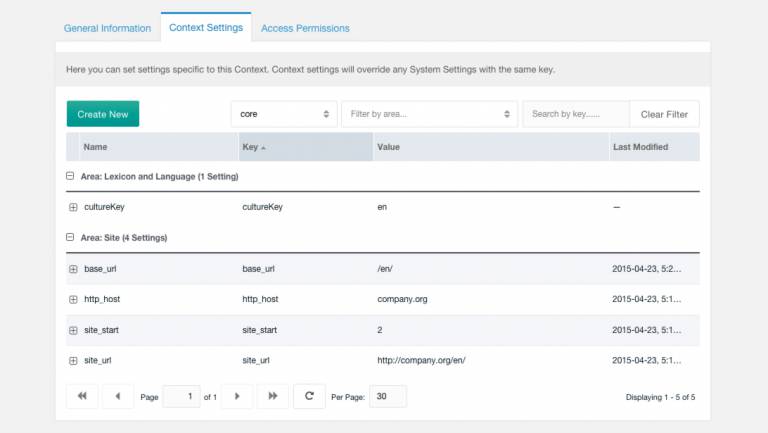 General Information Context Settings Access Permissions
Here you can set settings specific to this Context. Context settings will override any System Settings with the same key.
Create New core Filter by area... Search by key...... Clear Filter
Name Key Value Last Modified
Area: Lexicon and Language (1 Setting)
cultureKey cultureKey en —
Area: Site (4 Settings)
base_url base_url /en/ 2015-04-23, 5:2...
http_host http_host company.org 2015-04-23, 5:1...
site_start site_start 2 2015-04-23, 5:1...
site_url site_url http://company.org/en/ 2015-04-23, 5:1...
Page 1 of 1 Per Page: 30 Displaying 1 - 5 of 5